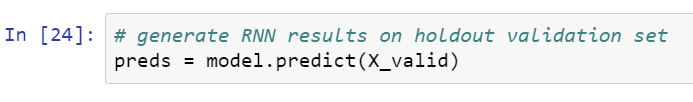 In [24]: # generate RNN results on holdout validation set
preds = model.predict(X_valid)